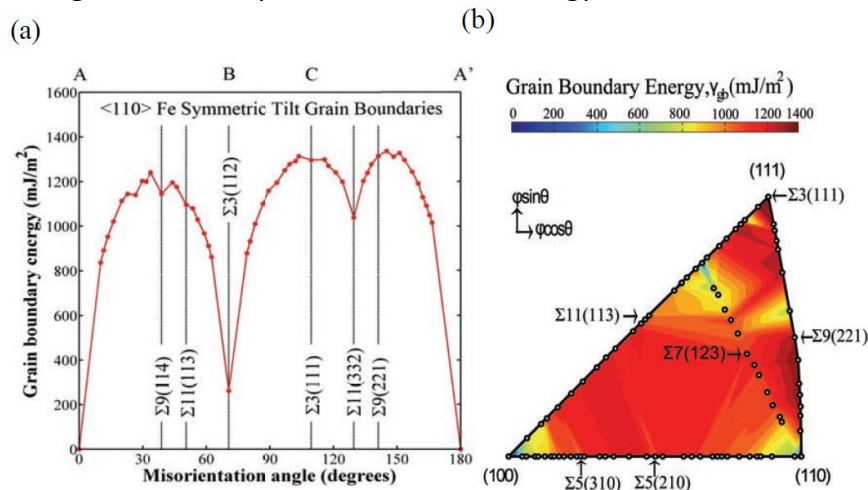 (a)
A B C A'
1600
1400
1200
1000
800
600
400
200
0
Grain boundary energy (mJ/m²)
<110> Fe Symmetric Tilt Grain Boundaries
Σ9(114)
Σ11(113)
Σ3(112)
Σ3(111)
Σ11(332)
Σ9(221)
0 30 60 90 120 150 180
Misorientation angle (degrees)
(b)
Grain Boundary Energy,γgb(mJ/m²)
0 200 400 600 800 1000 1200 1400
φsinθ
φcosθ
(111)
Σ3(111)
Σ11(113)
Σ9(221)
Σ7(123)
(100)
(110)
Σ5(310)
Σ5(210)